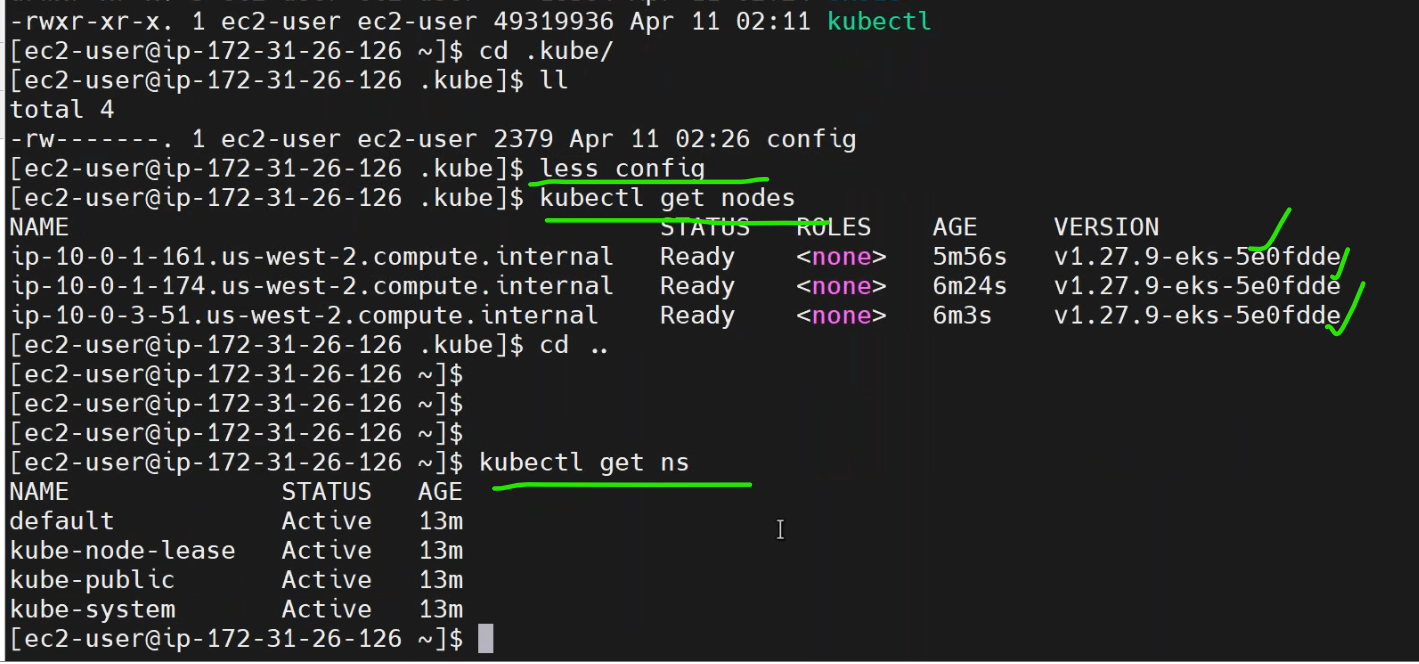 -rwxr-xr-x. 1 ec2-user ec2-user 49319936 Apr 11 02:11 kubectl
[ec2-user@ip-172-31-26-126 ~]$ cd .kube/
[ec2-user@ip-172-31-26-126 .kube]$ ll
total 4
-rw-------. 1 ec2-user ec2-user 2379 Apr 11 02:26 config
[ec2-user@ip-172-31-26-126 .kube]$ less config
[ec2-user@ip-172-31-26-126 .kube]$ kubectl get nodes
NAME STATUS ROLES AGE VERSION
ip-10-0-1-161.us-west-2.compute.internal Ready <none> 5m56s v1.27.9-eks-5e0fdde
ip-10-0-1-174.us-west-2.compute.internal Ready <none> 6m24s v1.27.9-eks-5e0fdde
ip-10-0-3-51.us-west-2.compute.internal Ready <none> 6m3s v1.27.9-eks-5e0fdde
[ec2-user@ip-172-31-26-126 .kube]$ cd ..
[ec2-user@ip-172-31-26-126 ~]$
[ec2-user@ip-172-31-26-126 ~]$
[ec2-user@ip-172-31-26-126 ~]$
[ec2-user@ip-172-31-26-126 ~]$ kubectl get ns
NAME STATUS AGE
default Active 13m
kube-node-lease Active 13m
kube-public Active 13m
kube-system Active 13m
[ec2-user@ip-172-31-26-126 ~]$